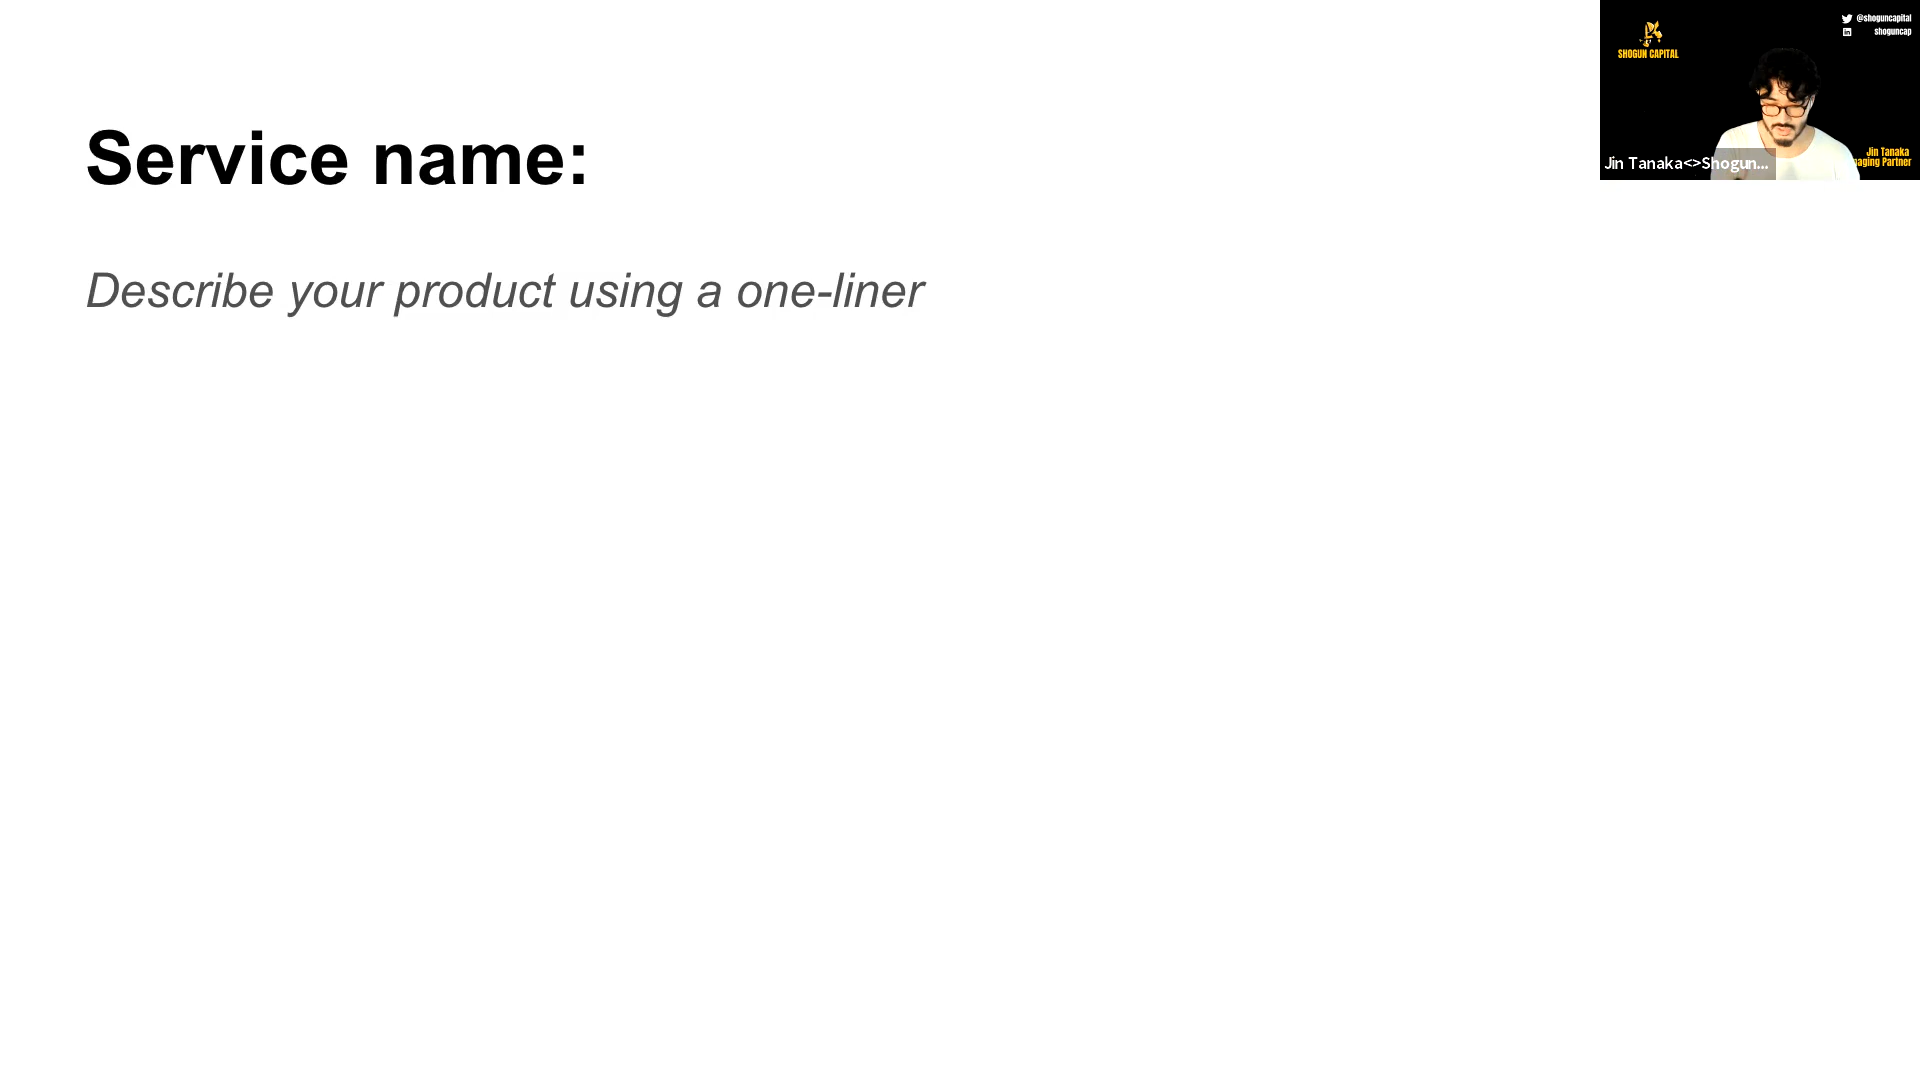 Service name:
Describe your product using a one-liner
SHOGUN CAPITAL
@shoguncapital
shoguncap
Jin Tanaka
aging Partner
Jin Tanaka<>Shogun...